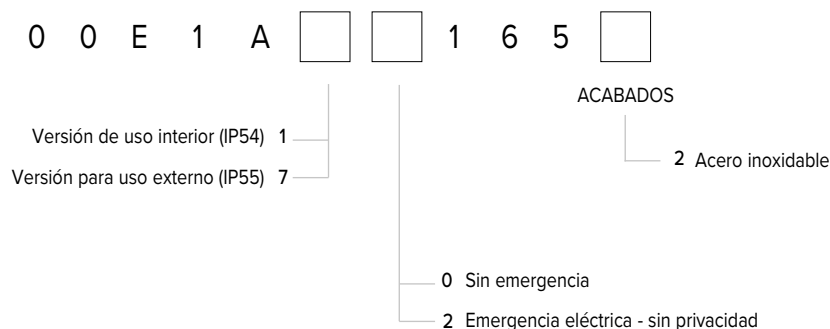 0 0 E 1 A 1 6 5
ACABADOS
Versión de uso interior (IP54) 1
2 Acero inoxidable
Versión para uso externo (IP55) 7
0 Sin emergencia
2 Emergencia eléctrica - sin privacidad